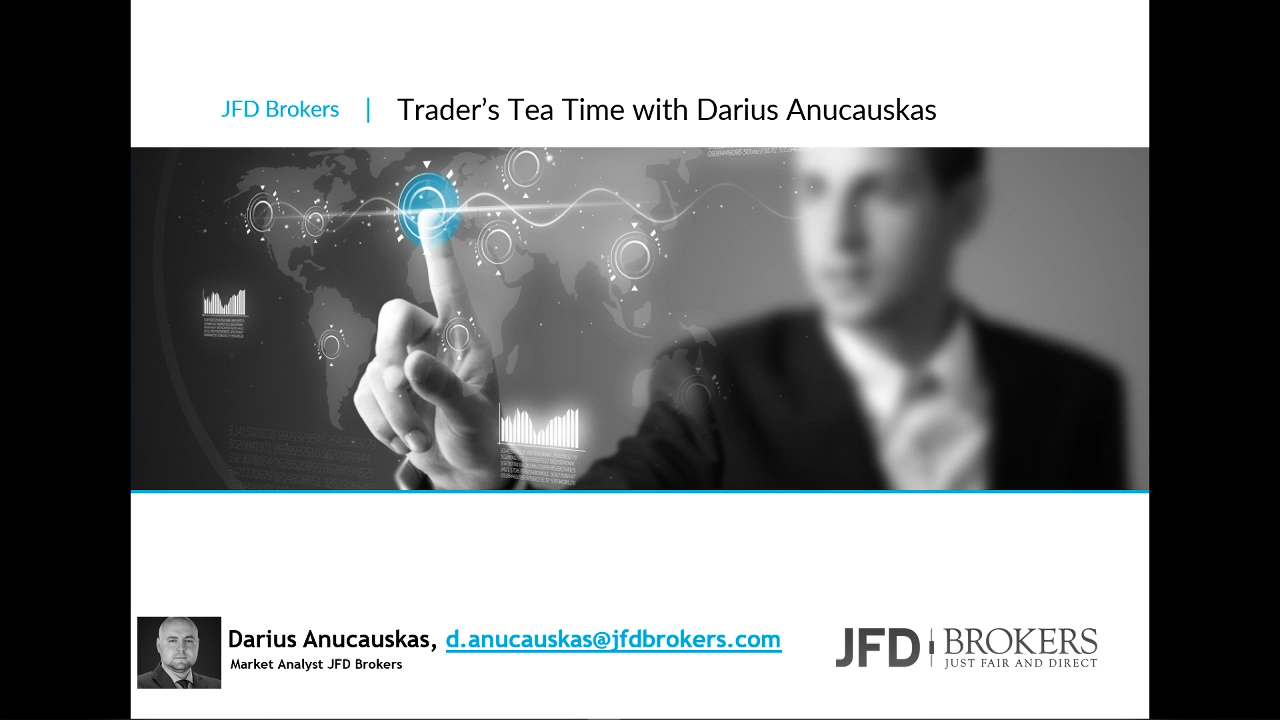 JFD Brokers | Trader’s Tea Time with Darius Anucauskas
Darius Anucauskas, d.anucauskas@jfdbrokers.com
Market Analyst JFD Brokers
JFD | BROKERS
JUST FAIR AND DIRECT